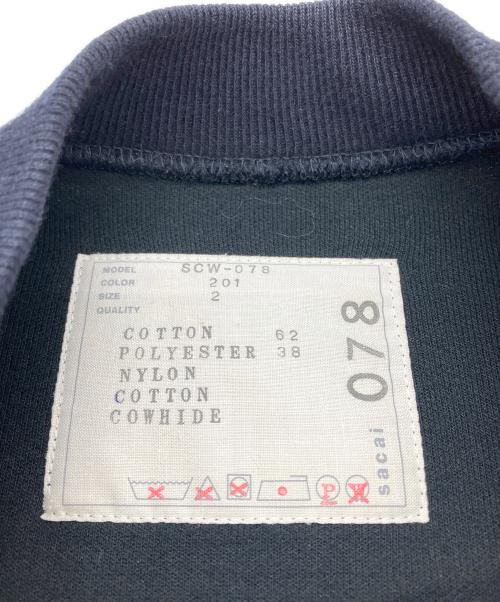 MODEL SCW-078
COLOR 201
SIZE 2
QUALITY
COTTON 62
POLYESTER 38
NYLON
COTTON
COWHIDE
P W
078
sacai